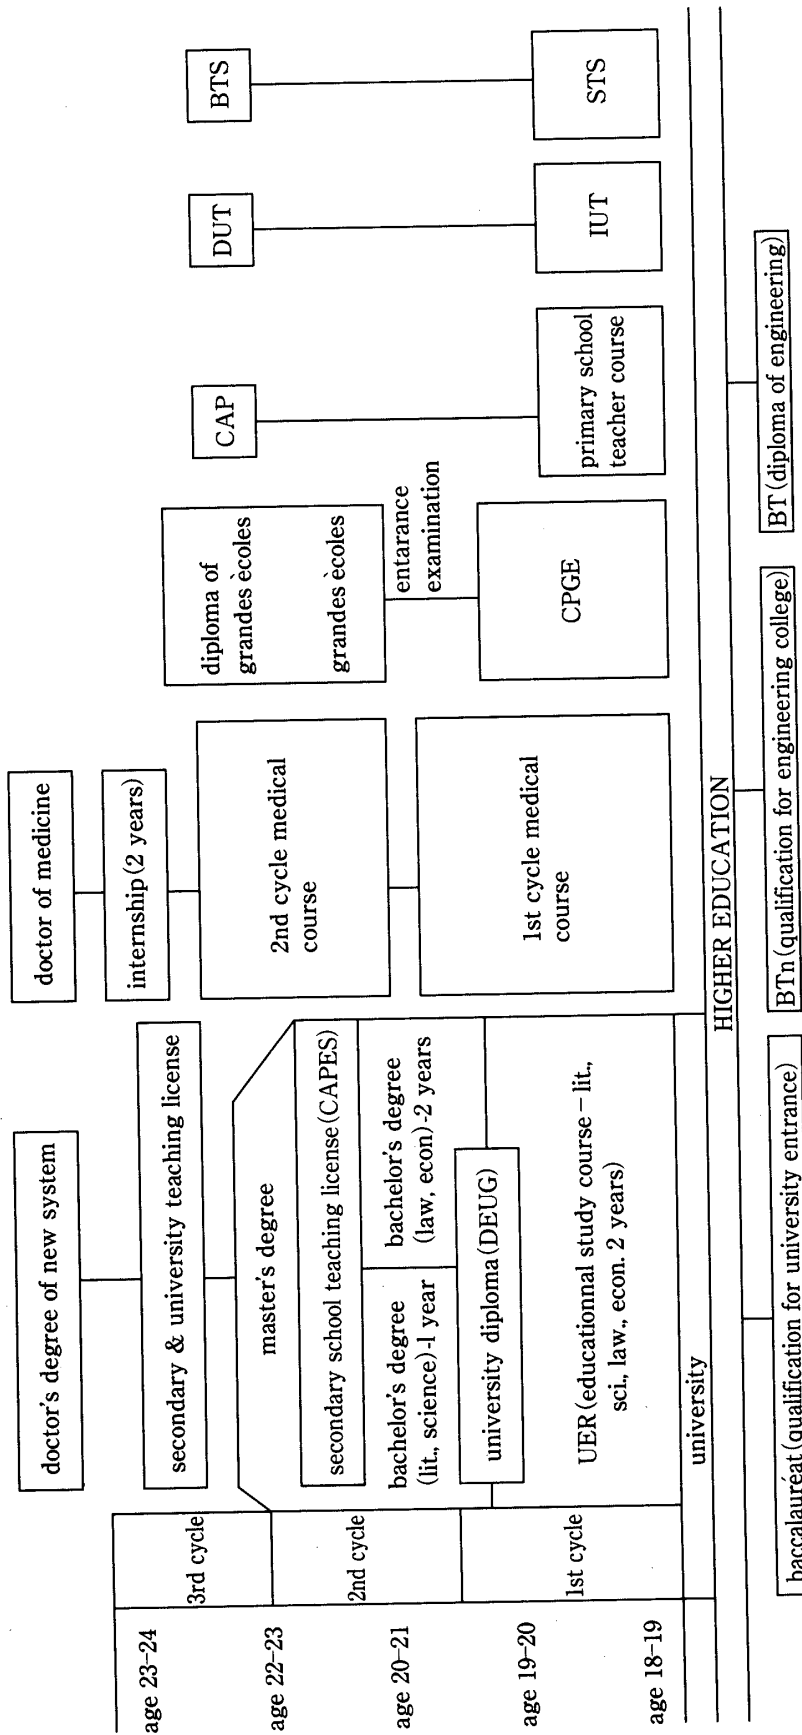 doctor's degree of new system
doctor of medicine
secondary & university teaching license
internship(2 years)
age 23-24
3rd cycle
master's degree
2nd cycle medical
course
diploma of
grandes ècoles
grandes ècoles
CAP
DUT
BTS
age 22-23
2nd cycle
secondary school teaching license(CAPES)
bachelor's degree
(lit., science)-1 year
bachelor's degree
(law, econ)-2 years
entarance
examination
age 20-21
university diploma(DEUG)
age 19-20
1st cycle
UER(educationnal study course-lit.,
sci., law., econ. 2 years)
1st cycle medical
course
CPGE
primary school
teacher course
IUT
STS
age 18-19
university
HIGHER EDUCATION
baccalauréat(qualification for university entrance)
BTn(qualification for engineering college)
BT(diploma of engineering)